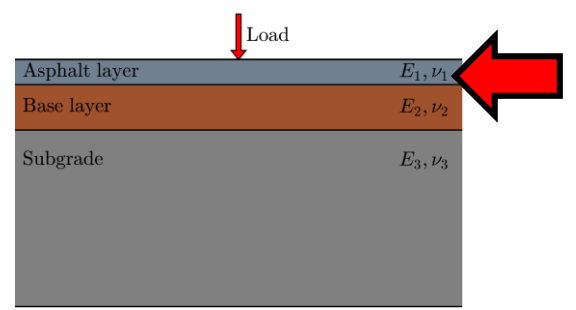 Load
Asphalt layer E₁, ν₁
Base layer E₂, ν₂
Subgrade E₃, ν₃